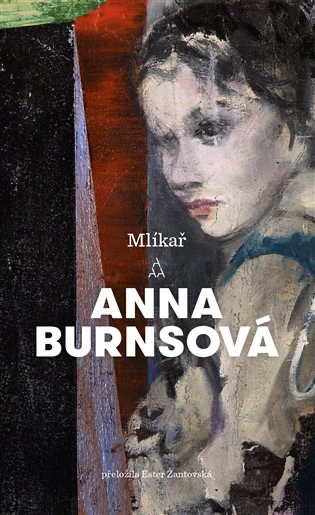 Mlíkař
ANNA
BURNSOVÁ
přeložila Ester Žantovská